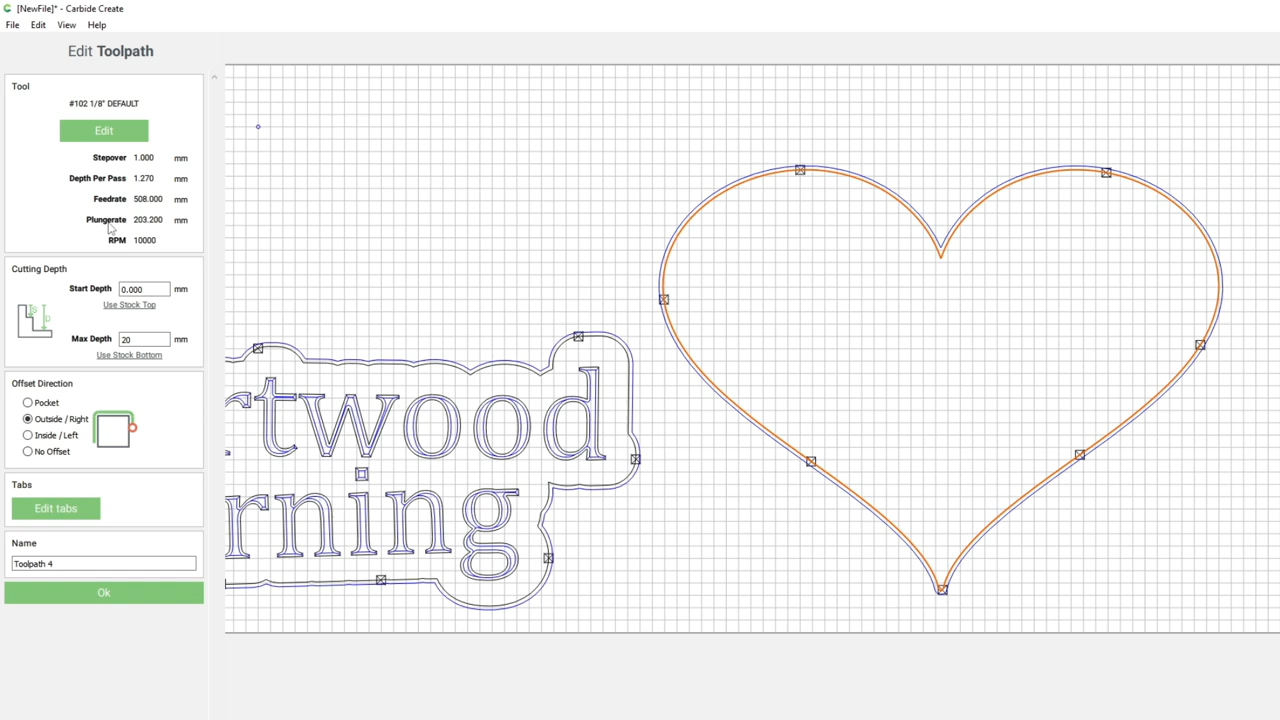 [NewFile]* - Carbide Create
File Edit View Help
Edit Toolpath
Tool
#102 1/8" DEFAULT
Edit
Stepover 1.000 mm
Depth Per Pass 1.270 mm
Feedrate 508.000 mm
Plungerate 203.200 mm
RPM 10000
Cutting Depth
Start Depth 0.000 mm
Use Stock Top
S
D
Max Depth 20 mm
Use Stock Bottom
Offset Direction
Pocket
Outside / Right
Inside / Left
No Offset
Tabs
Edit tabs
Name
Toolpath 4
Ok
rtwood
rning